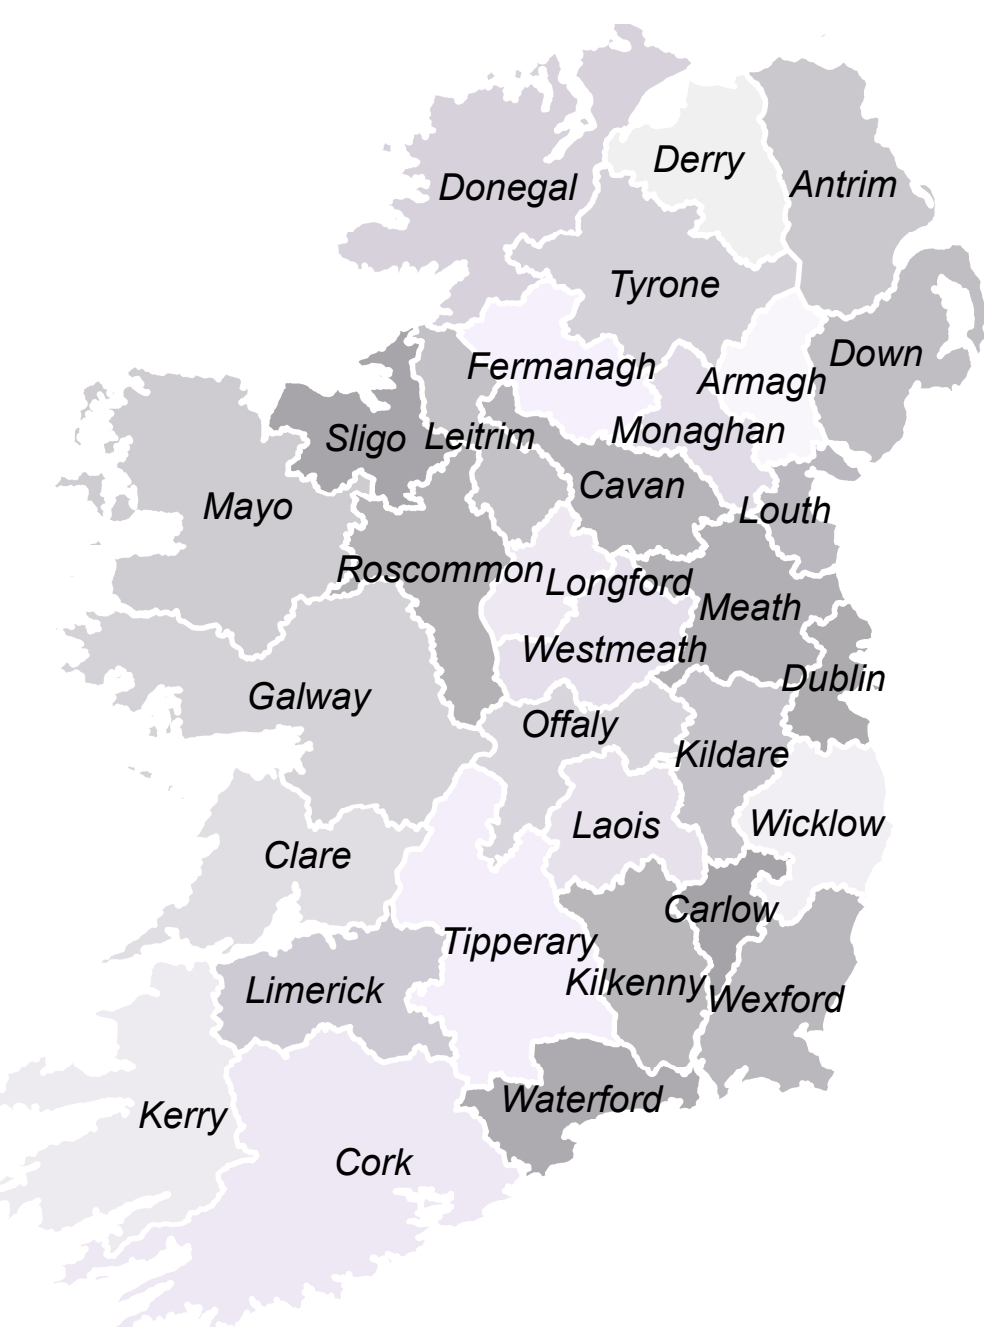 Derry
Donegal
Antrim
Tyrone
Down
Fermanagh
Armagh
Monaghan
Sligo
Leitrim
Cavan
Mayo
Louth
Roscommon
Longford
Meath
Westmeath
Dublin
Galway
Offaly
Kildare
Laois
Wicklow
Clare
Carlow
Tipperary
Kilkenny
Limerick
Wexford
Waterford
Kerry
Cork